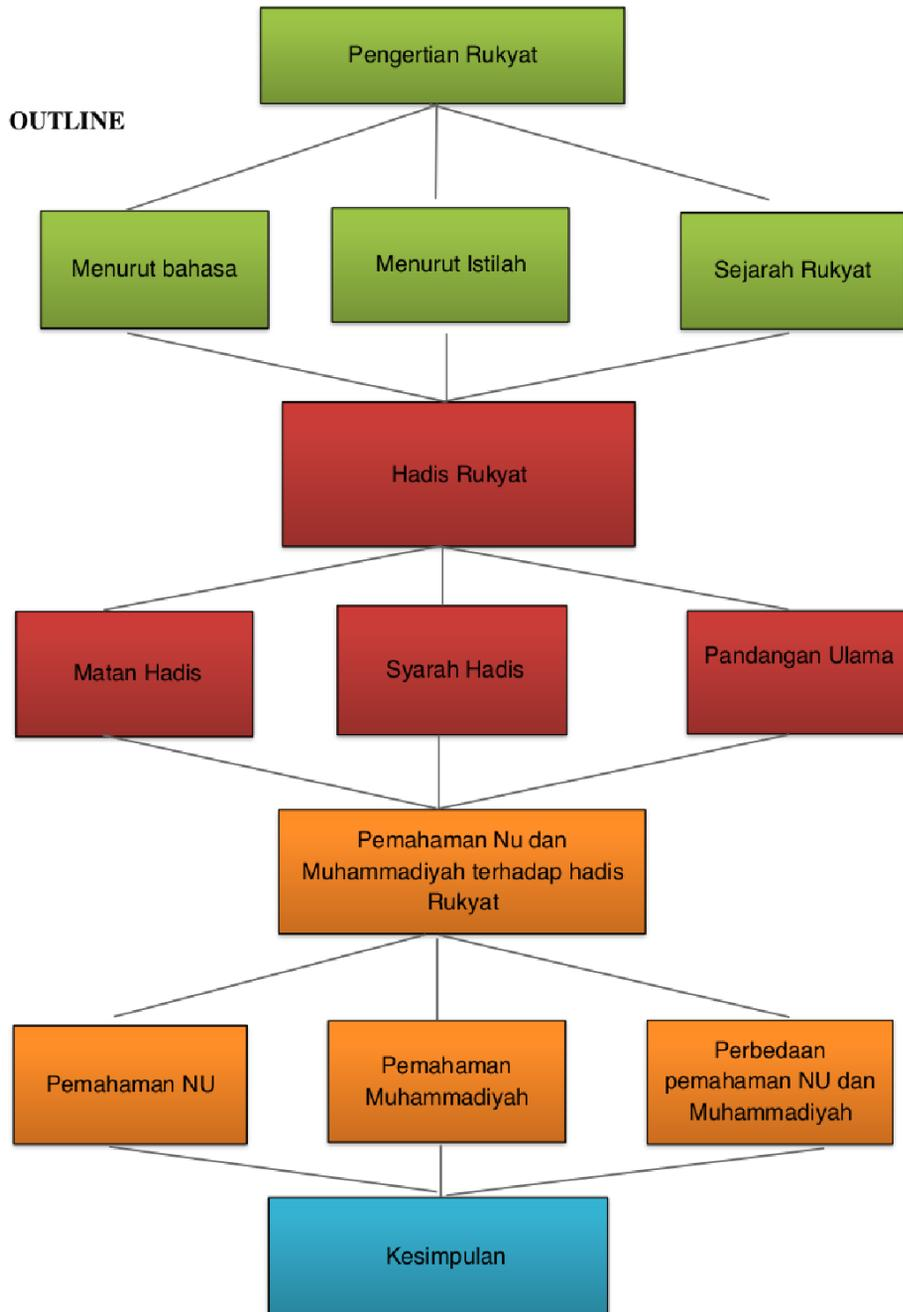 Pengertian Rukyat
OUTLINE
Menurut bahasa
Menurut Istilah
Sejarah Rukyat
Hadis Rukyat
Matan Hadis
Syarah Hadis
Pandangan Ulama
Pemahaman Nu dan
Muhammadiyah terhadap hadis
Rukyat
Pemahaman NU
Pemahaman
Muhammadiyah
Perbedaan
pemahaman NU dan
Muhammadiyah
Kesimpulan